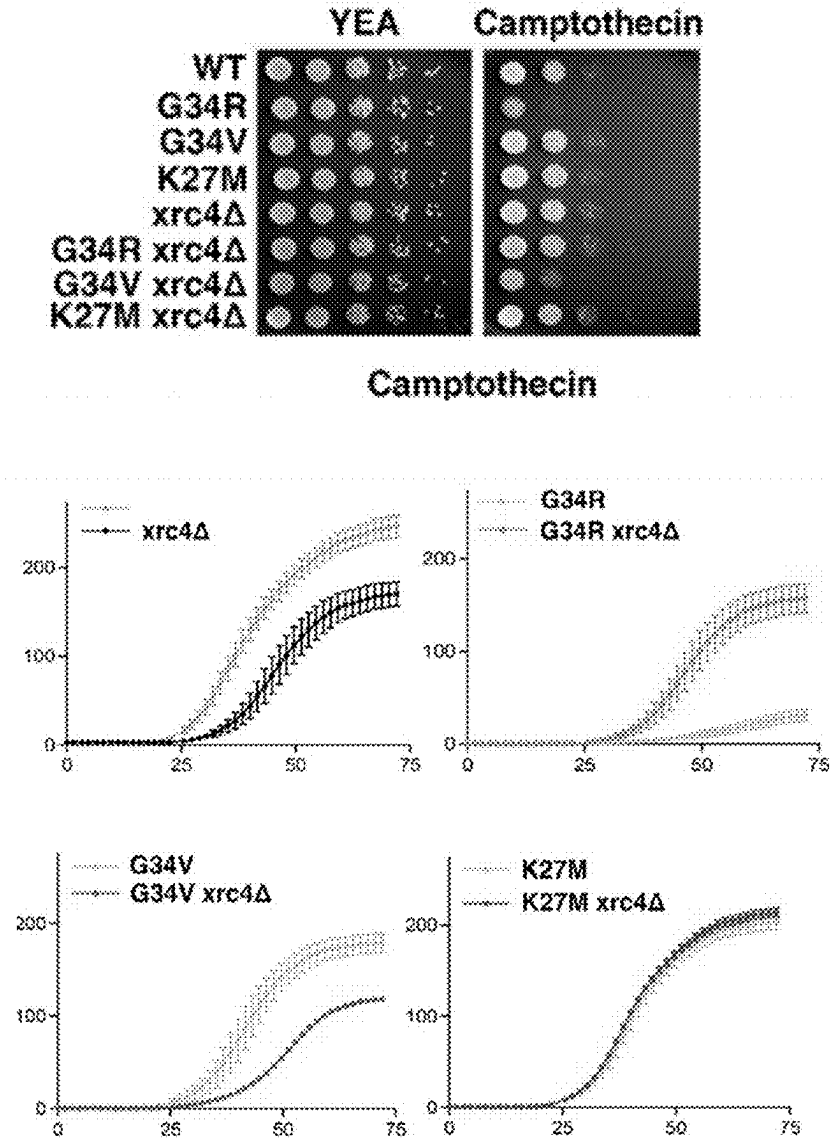 YEA Camptothecin
WT
G34R
G34V
K27M
xrc4Δ
G34R xrc4Δ
G34V xrc4Δ
K27M xrc4Δ
Camptothecin
xrc4Δ
200
100
0
0 25 50 75
G34R
G34R xrc4Δ
200
100
0
0 25 50 75
G34V
G34V xrc4Δ
200
100
0
0 25 50 75
K27M
K27M xrc4Δ
200
100
0
0 25 50 75